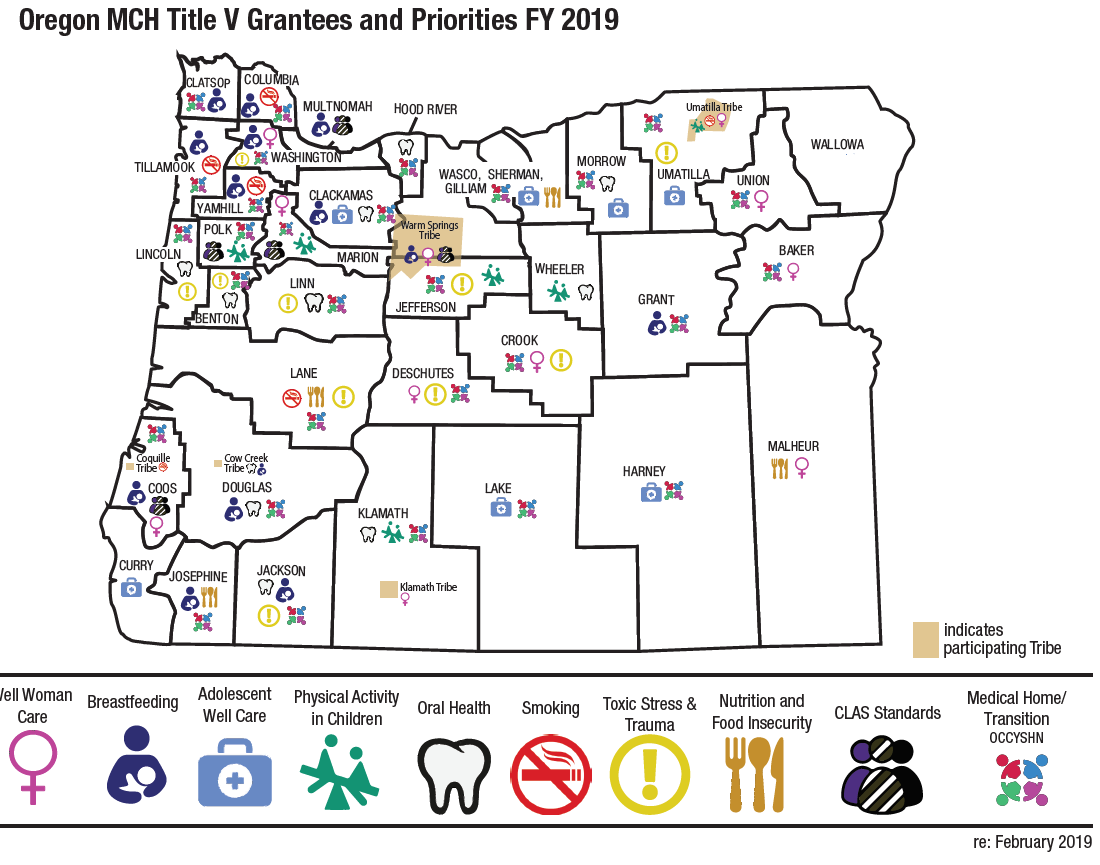 Oregon MCH Title V Grantees and Priorities FY 2019
CLATSOP
COLUMBIA
MULTNOMAH
HOOD RIVER
TILLAMOOK
WASHINGTON
YAMHILL
CLACKAMAS
WASCO, SHERMAN,
GILLIAM
MORROW
Umatilla Tribe
UMATILLA
UNION
WALLOWA
LINCOLN
POLK
MARION
Warm Springs
Tribe
BENTON
LINN
JEFFERSON
WHEELER
GRANT
BAKER
LANE
DESCHUTES
CROOK
Coquille
Tribe
COOS
Cow Creek
Tribe
DOUGLAS
KLAMATH
LAKE
HARNEY
MALHEUR
CURRY
JOSEPHINE
JACKSON
Klamath Tribe
indicates
participating Tribe
Well Woman
Care
Breastfeeding
Adolescent
Well Care
Physical Activity
in Children
Oral Health
Smoking
Toxic Stress &
Trauma
Nutrition and
Food Insecurity
CLAS Standards
Medical Home/
Transition
OCCYSHN
re: February 2019